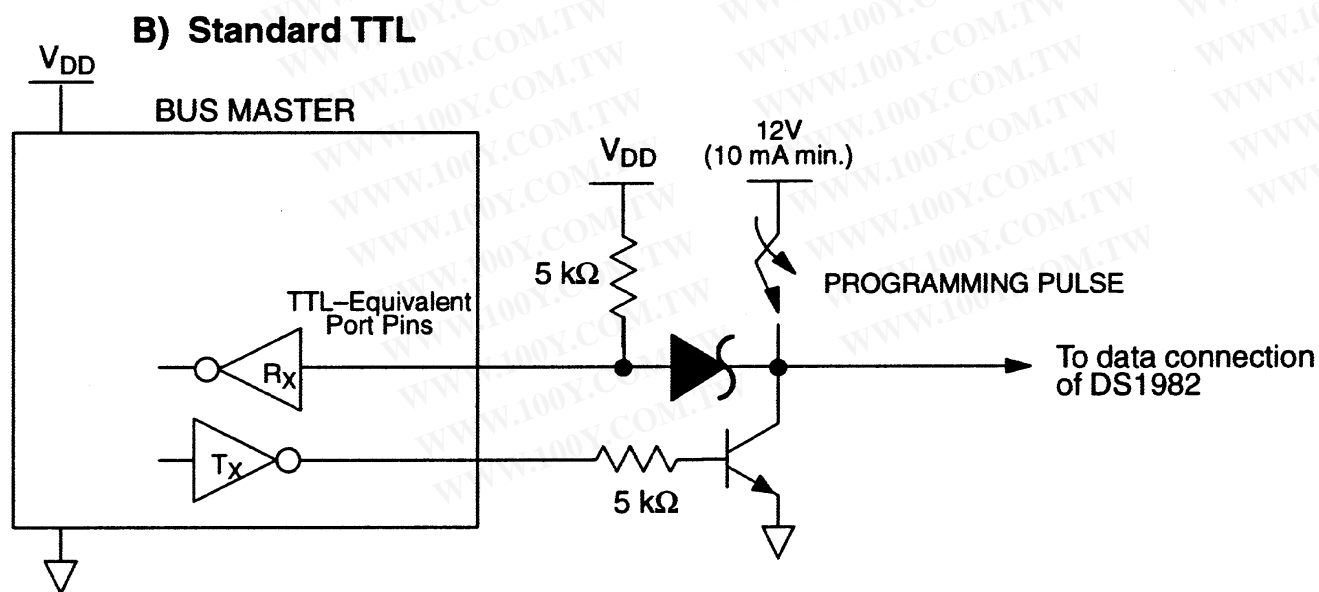 B) Standard TTL
VDD
BUS MASTER
VDD
12V
(10 mA min.)
5 kΩ
PROGRAMMING PULSE
TTL–Equivalent
Port Pins
RX
To data connection
of DS1982
TX
5 kΩ
WWW.100Y.COM.TW